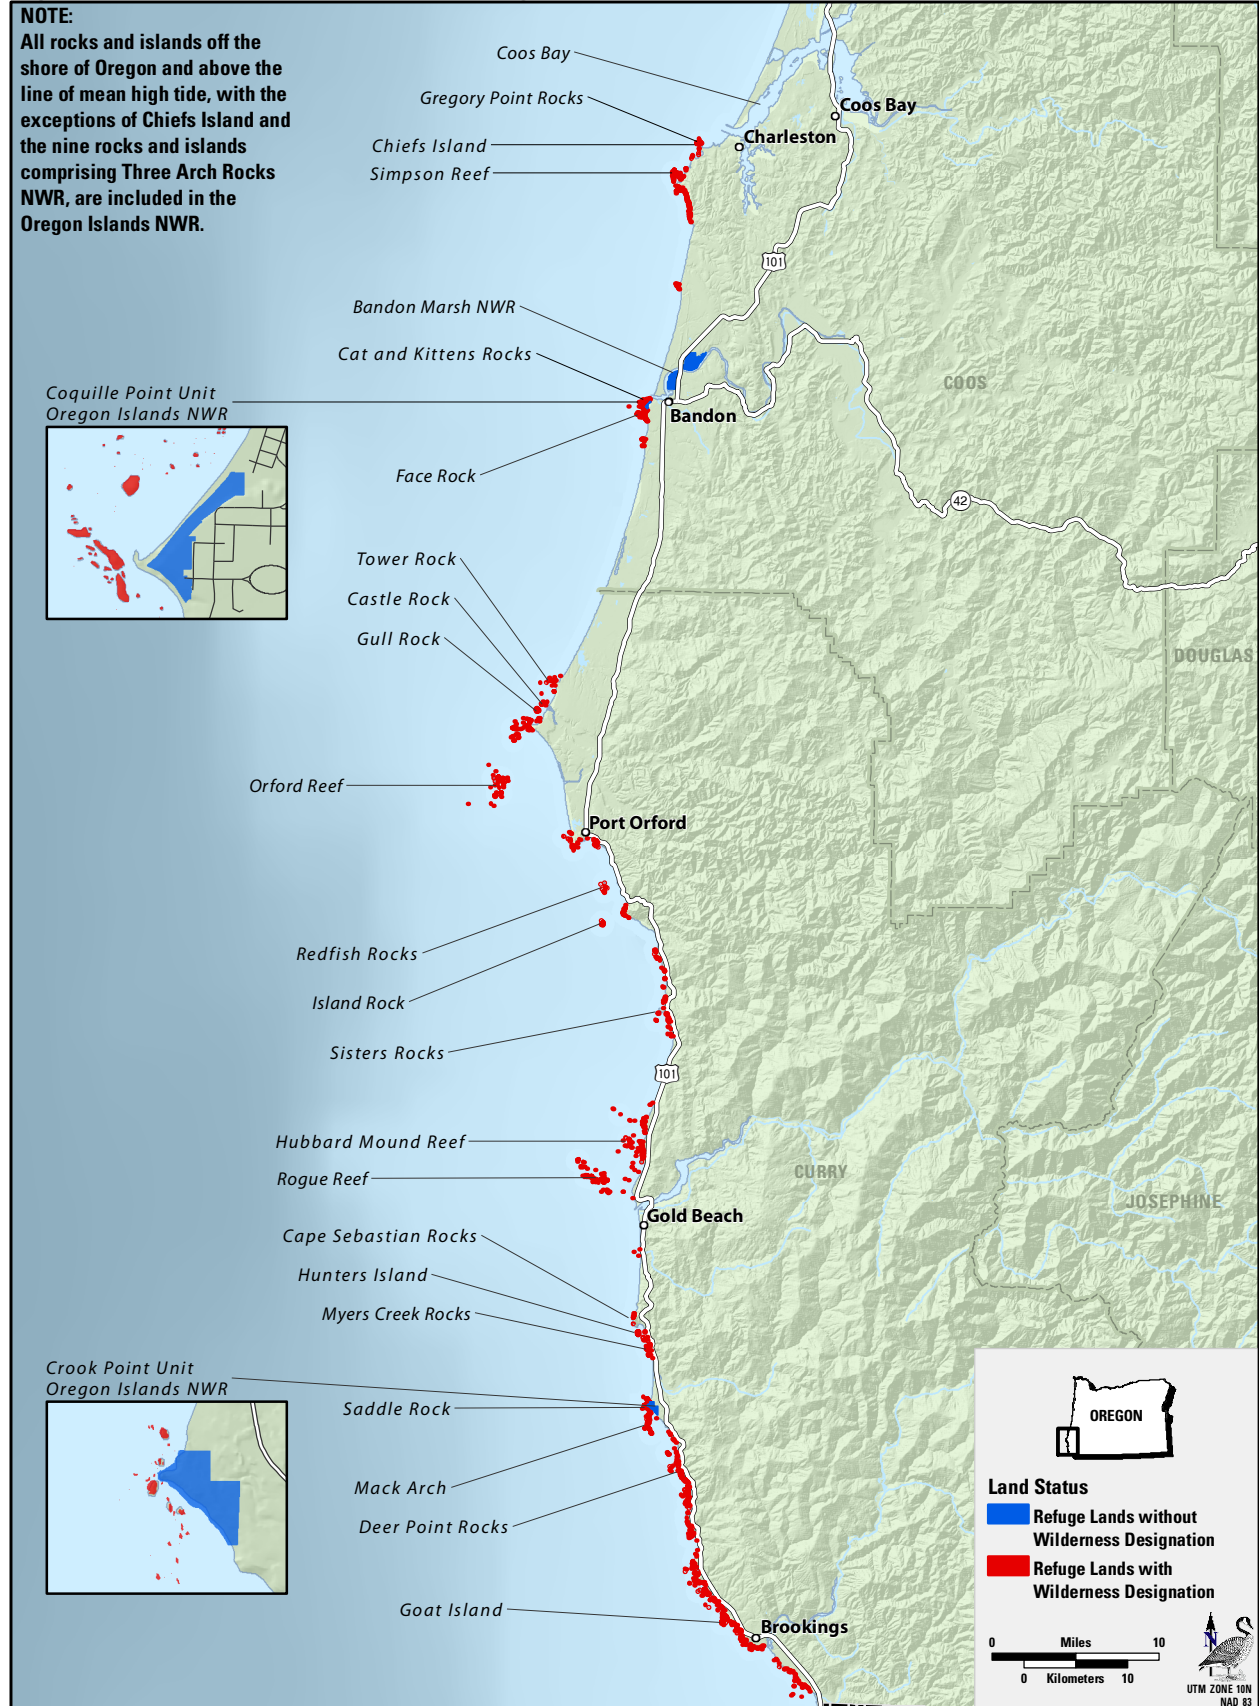 NOTE:
All rocks and islands off the
shore of Oregon and above the
line of mean high tide, with the
exceptions of Chiefs Island and
the nine rocks and islands
comprising Three Arch Rocks
NWR, are included in the
Oregon Islands NWR.
Coos Bay
Gregory Point Rocks
Coos Bay
Chiefs Island
Charleston
Simpson Reef
101
Bandon Marsh NWR
Cat and Kittens Rocks
COOS
Coquille Point Unit
Oregon Islands NWR
Bandon
Face Rock
42
Tower Rock
Castle Rock
Gull Rock
DOUGLAS
Orford Reef
Port Orford
Redfish Rocks
Island Rock
Sisters Rocks
101
Hubbard Mound Reef
Rogue Reef
CURRY
JOSEPHINE
Gold Beach
Cape Sebastian Rocks
Hunters Island
Myers Creek Rocks
Crook Point Unit
Oregon Islands NWR
Saddle Rock
Mack Arch
Deer Point Rocks
Goat Island
Brookings
OREGON
Land Status
Refuge Lands without
Wilderness Designation
Refuge Lands with
Wilderness Designation
0 Miles 10
0 Kilometers 10
N
UTM ZONE 10N
NAD 83